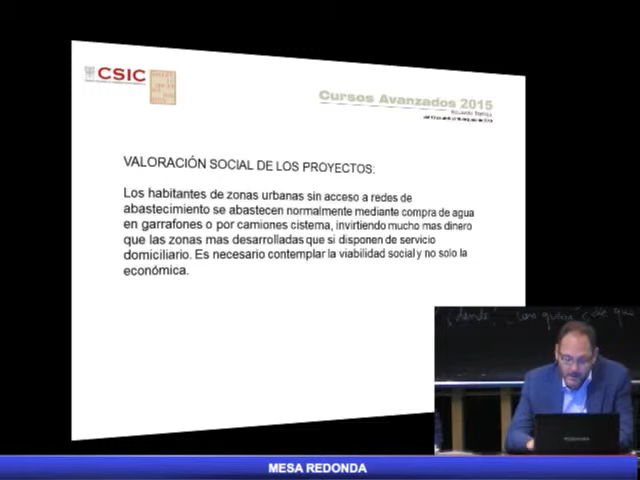 CSIC
Cursos Avanzados 2015
Eduardo Torroja
VALORACIÓN SOCIAL DE LOS PROYECTOS:
Los habitantes de zonas urbanas sin acceso a redes de
abastecimiento se abastecen normalmente mediante compra de agua
en garrafones o por camiones cisterna, invirtiendo mucho mas dinero
que las zonas mas desarrolladas que si disponen de servicio
domiciliario. Es necesario contemplar la viabilidad social y no solo la
económica.
MESA REDONDA